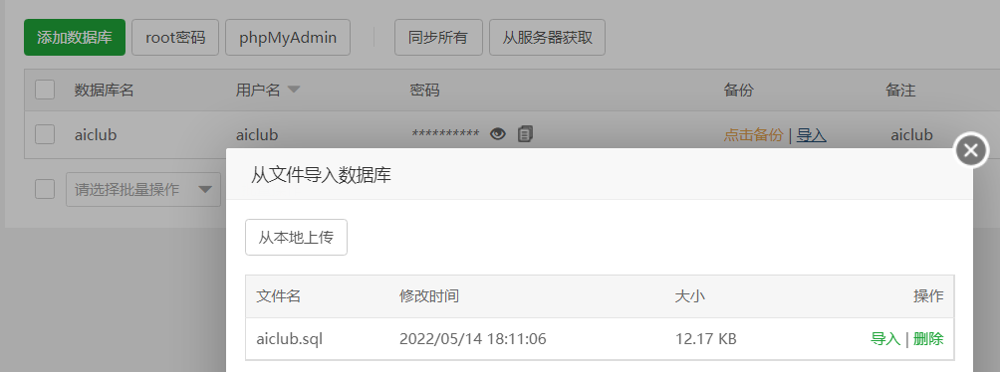 添加数据库 root密码 phpMyAdmin 同步所有 从服务器获取
数据库名 用户名 密码 备份 备注
aiclub aiclub ********** 点击备份 | 导入 aiclub
请选择批量操作
从文件导入数据库
从本地上传
文件名 修改时间 大小 操作
aiclub.sql 2022/05/14 18:11:06 12.17 KB 导入 | 删除